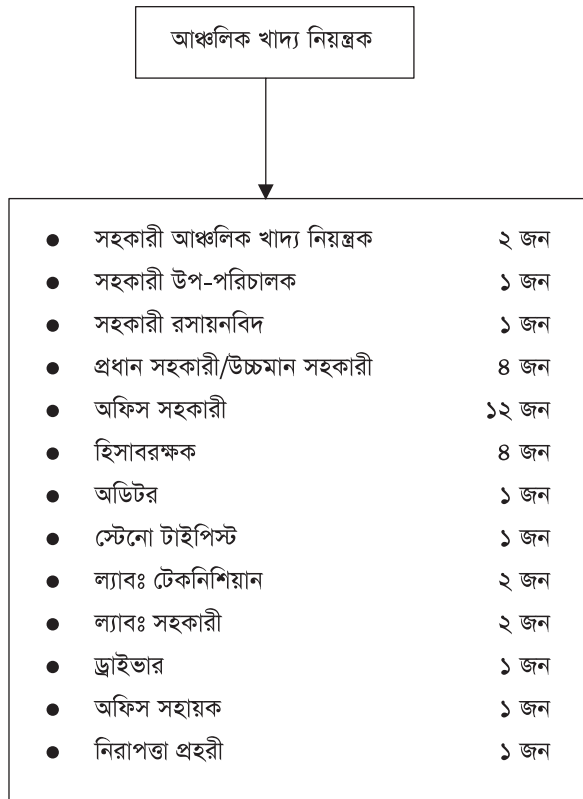 আঞ্চলিক খাদ্য নিয়ন্ত্রক
● সহকারী আঞ্চলিক খাদ্য নিয়ন্ত্রক ২ জন
● সহকারী উপ-পরিচালক ১ জন
● সহকারী রসায়নবিদ ১ জন
● প্রধান সহকারী/উচ্চমান সহকারী ৪ জন
● অফিস সহকারী ১২ জন
● হিসাবরক্ষক ৪ জন
● অডিটর ১ জন
● স্টেনো টাইপিস্ট ১ জন
● ল্যাবঃ টেকনিশিয়ান ২ জন
● ল্যাবঃ সহকারী ২ জন
● ড্রাইভার ১ জন
● অফিস সহায়ক ১ জন
● নিরাপত্তা প্রহরী ১ জন